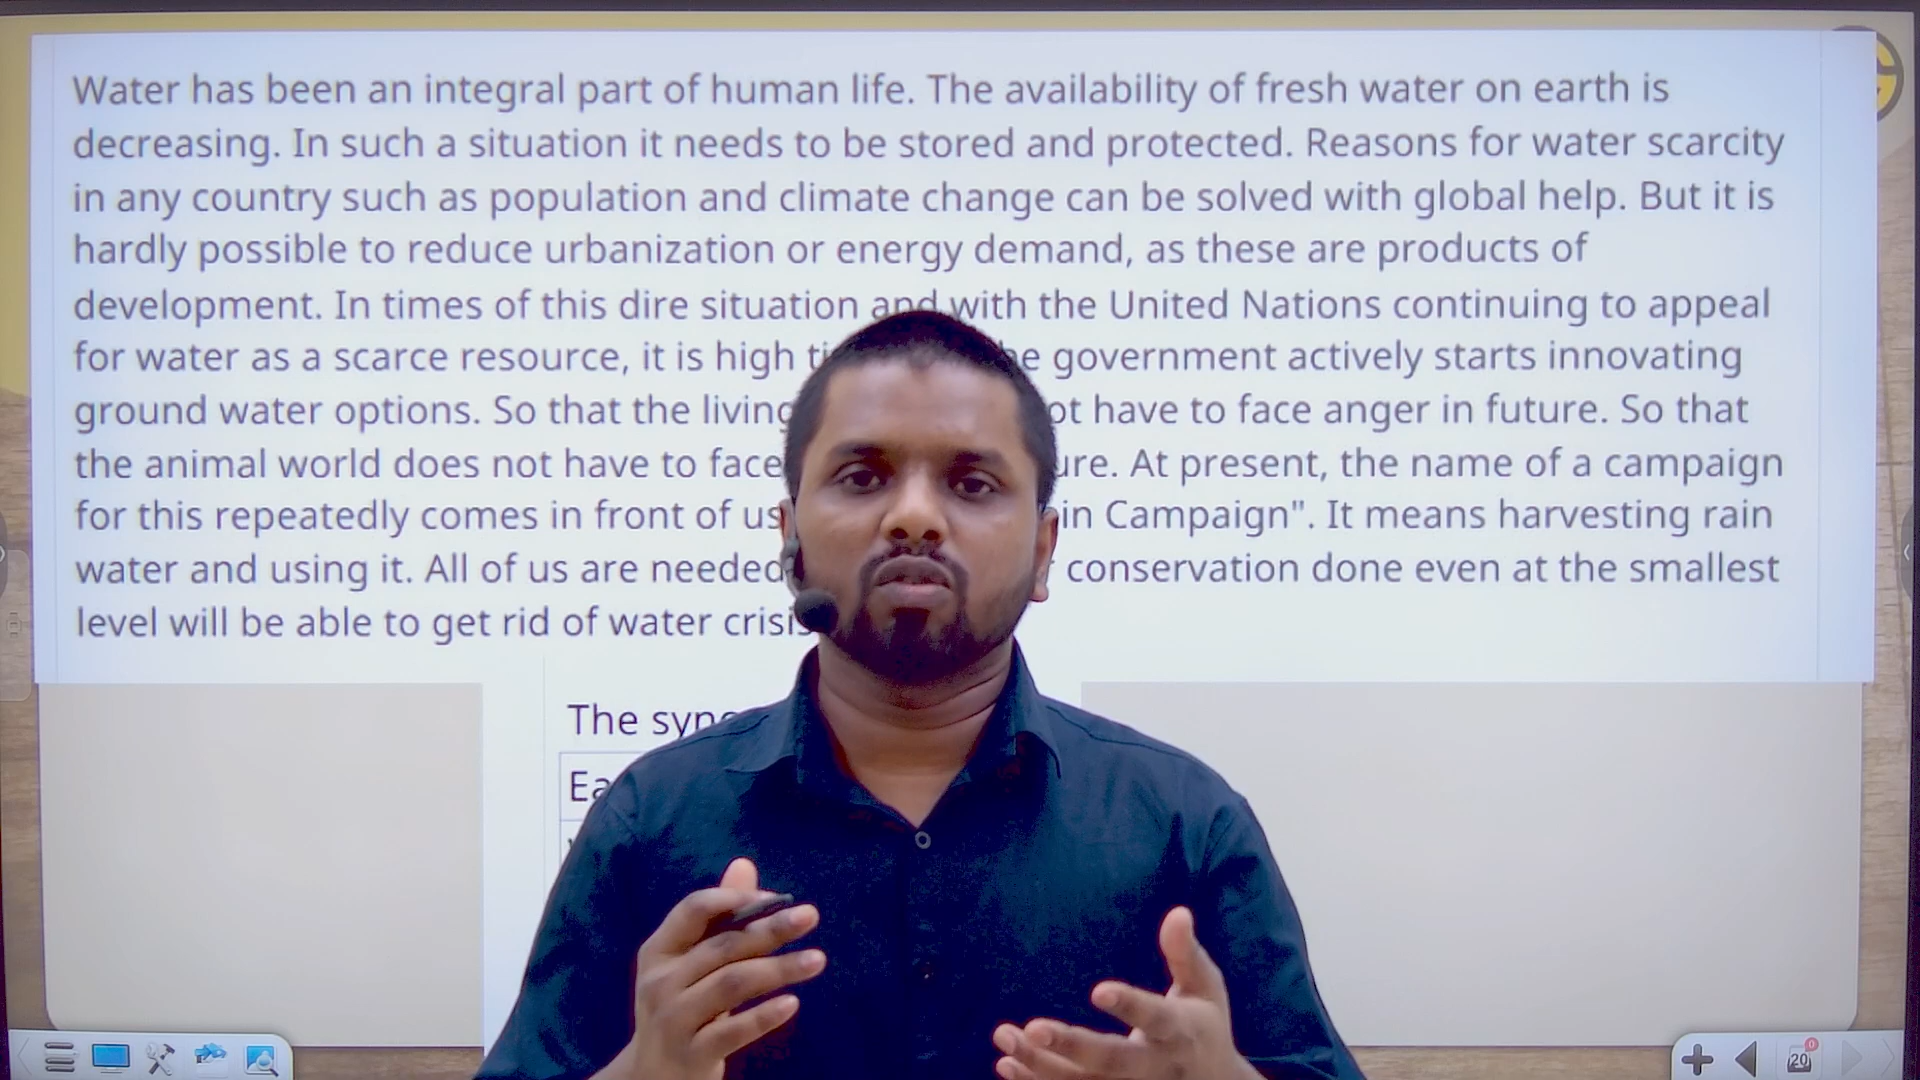 Water has been an integral part of human life. The availability of fresh water on earth is
decreasing. In such a situation it needs to be stored and protected. Reasons for water scarcity
in any country such as population and climate change can be solved with global help. But it is
hardly possible to reduce urbanization or energy demand, as these are products of
development. In times of this dire situation and with the United Nations continuing to appeal
for water as a scarce resource, it is high government actively starts innovating
ground water options. So that the living have to face anger in future. So that
the animal world does not have to face At present, the name of a campaign
for this repeatedly comes in front of us Campaign". It means harvesting rain
water and using it. All of us are needed conservation done even at the smallest
level will be able to get rid of water crisis
The
20
0